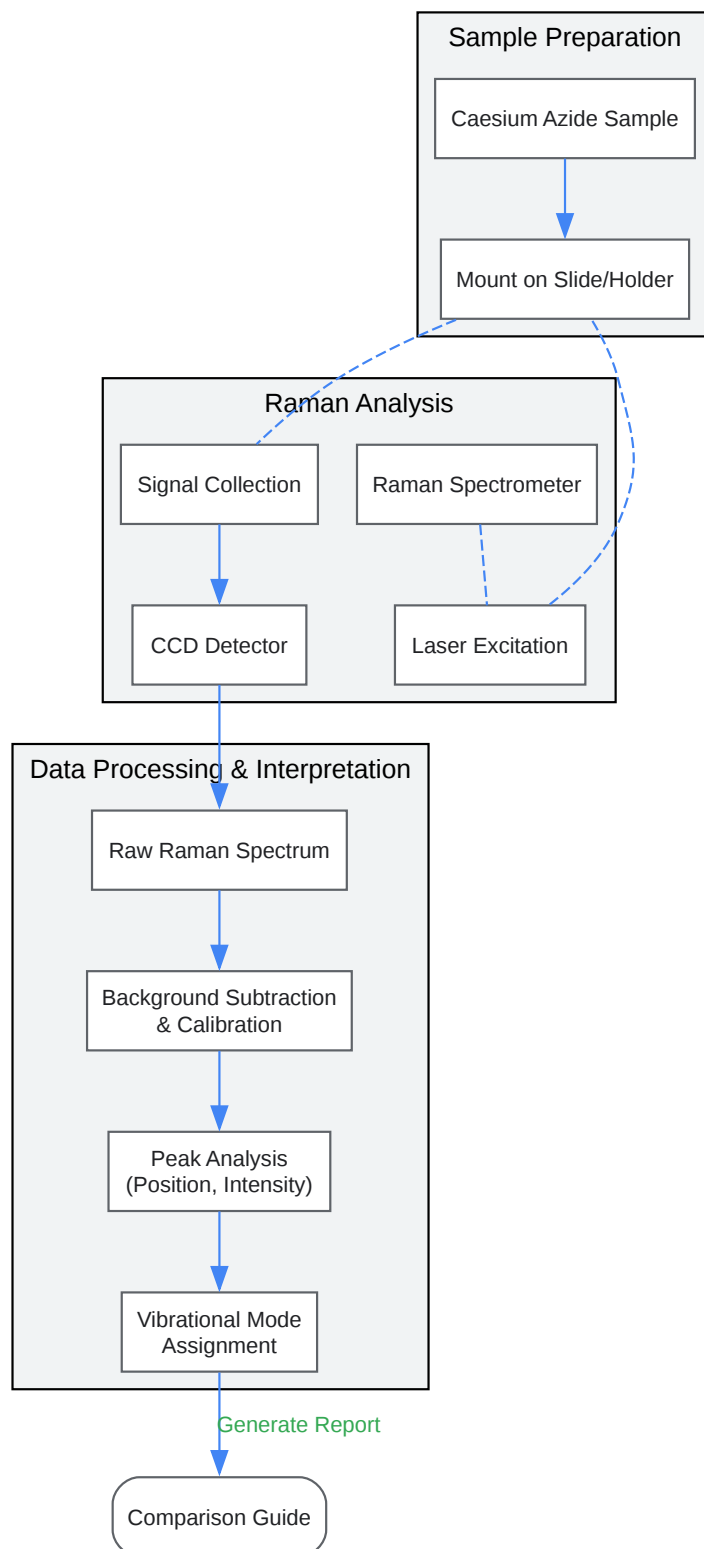 Sample Preparation
Caesium Azide Sample
Mount on Slide/Holder
Raman Analysis
Signal Collection
Raman Spectrometer
CCD Detector
Laser Excitation
Data Processing & Interpretation
Raw Raman Spectrum
Background Subtraction
& Calibration
Peak Analysis
(Position, Intensity)
Vibrational Mode
Assignment
Generate Report
Comparison Guide